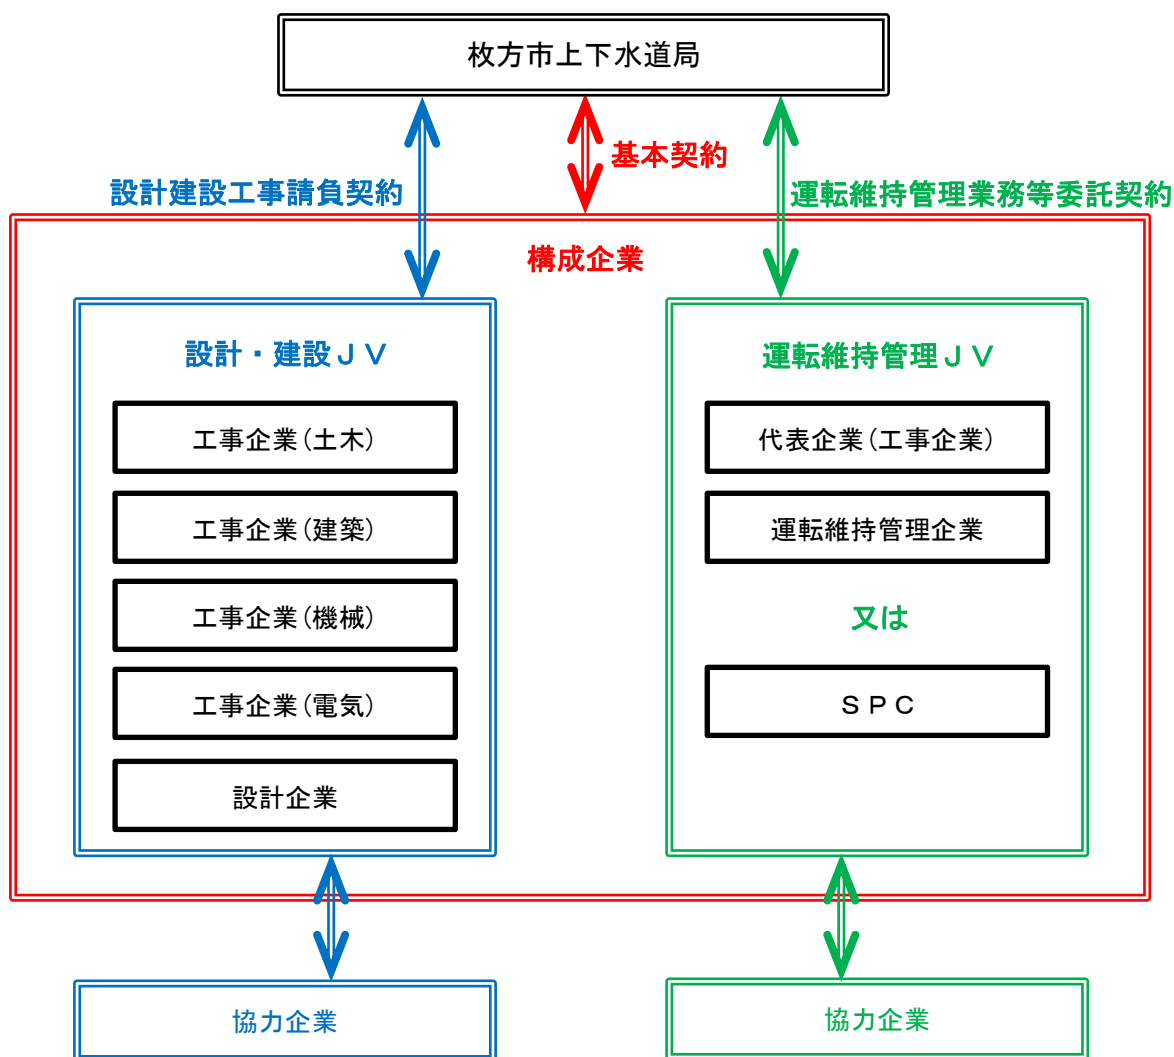 枚方市上下水道局
基本契約
設計建設工事請負契約
運転維持管理業務等委託契約
構成企業
設計・建設ＪＶ
工事企業(土木)
工事企業(建築)
工事企業(機械)
工事企業(電気)
設計企業
運転維持管理ＪＶ
代表企業(工事企業)
運転維持管理企業
又は
ＳＰＣ
協力企業
協力企業